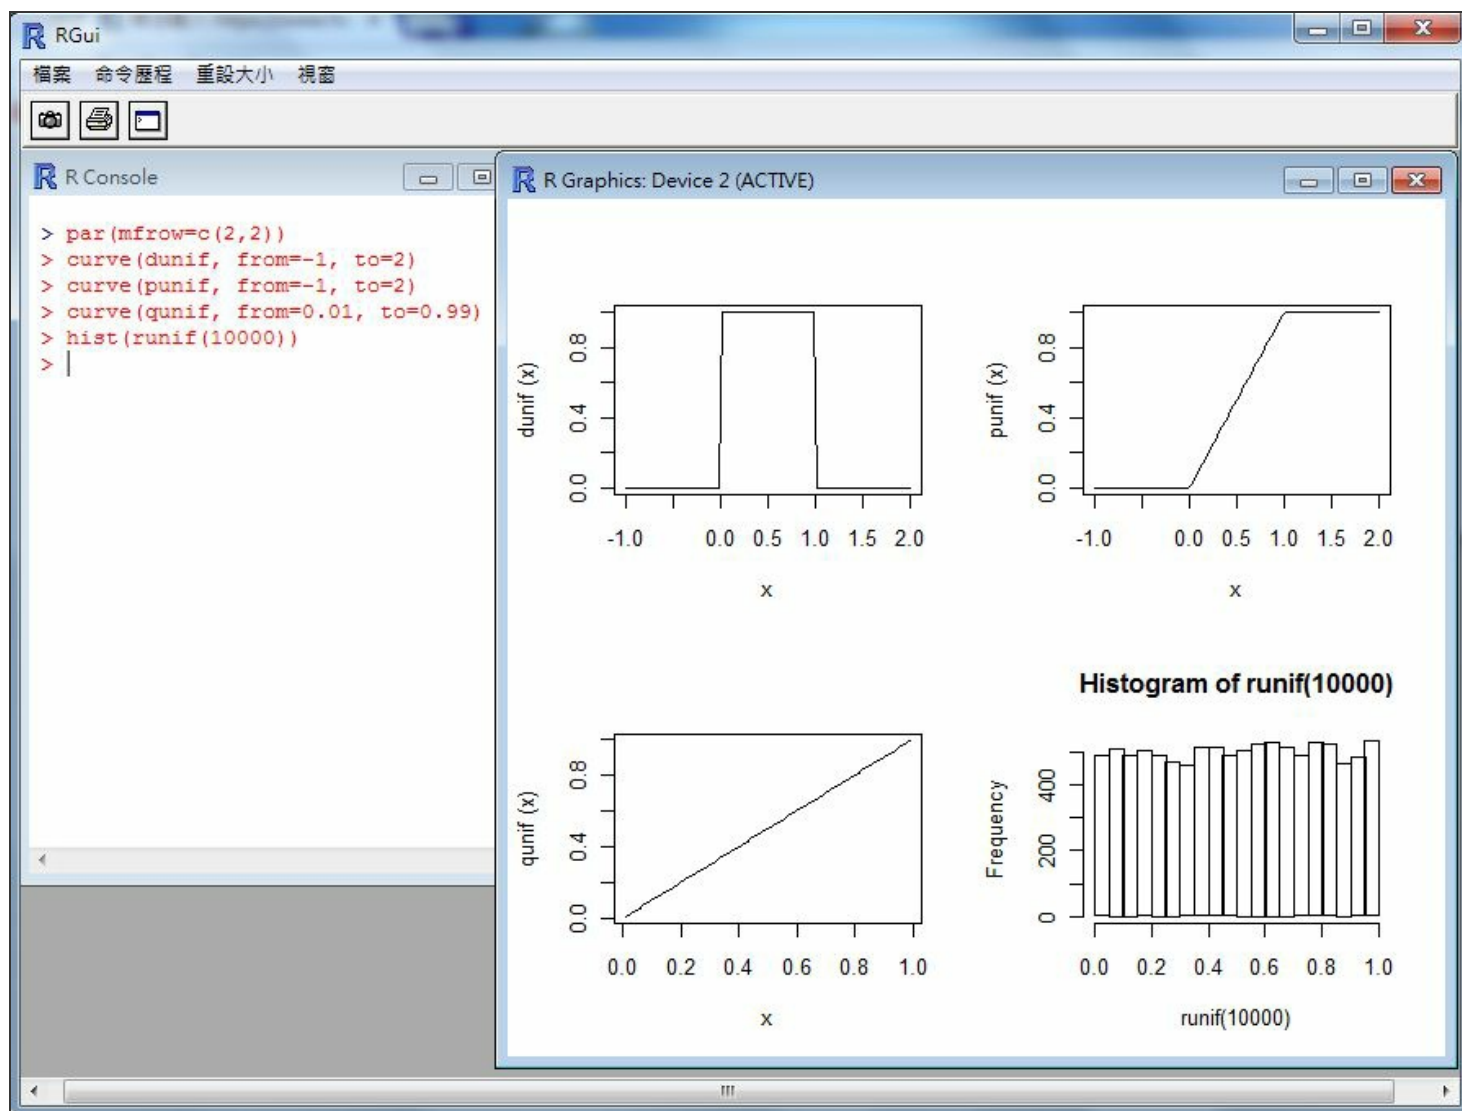 RGui
檔案 命令歷程 重設大小 視窗
R Console
> par(mfrow=c(2,2))
> curve(dunif, from=-1, to=2)
> curve(punif, from=-1, to=2)
> curve(qunif, from=0.01, to=0.99)
> hist(runif(10000))
>
R Graphics: Device 2 (ACTIVE)
dunif (x)
0.0 0.4 0.8
-1.0 0.0 0.5 1.0 1.5 2.0
x
punif (x)
0.0 0.4 0.8
-1.0 0.0 0.5 1.0 1.5 2.0
x
qunif (x)
0.0 0.4 0.8
0.0 0.2 0.4 0.6 0.8 1.0
x
Histogram of runif(10000)
Frequency
0 200 400
0.0 0.2 0.4 0.6 0.8 1.0
runif(10000)